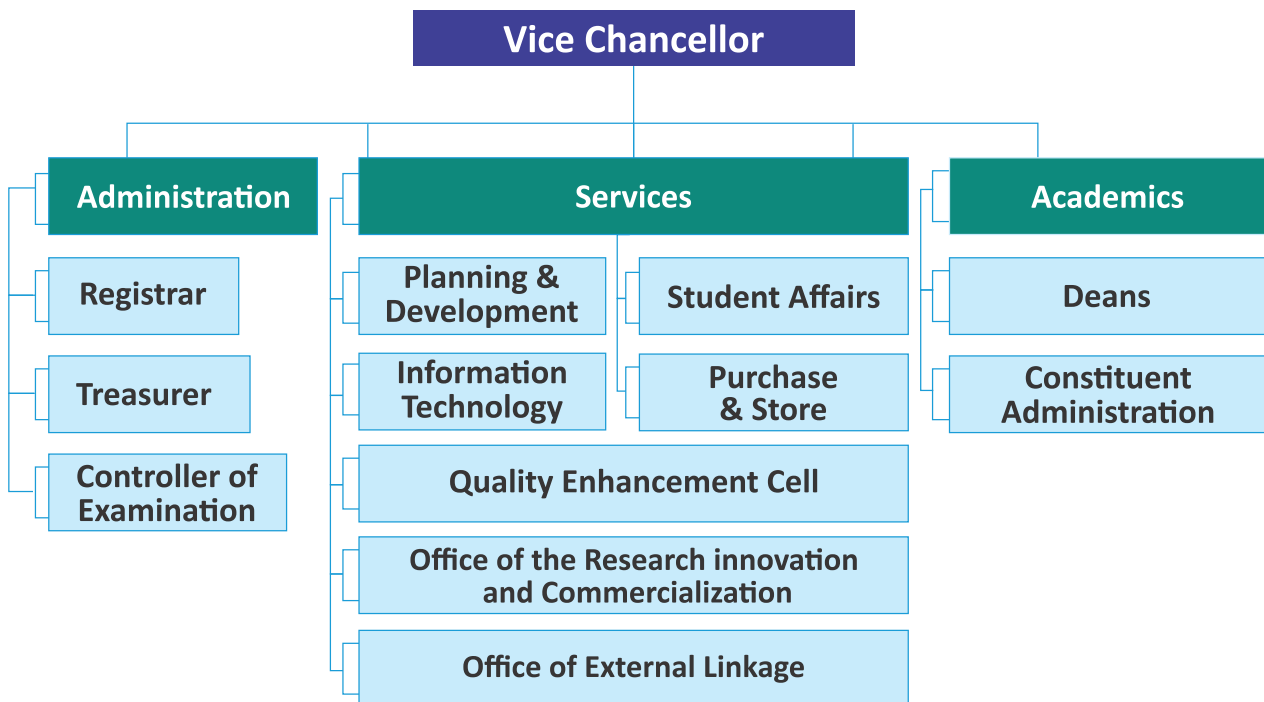 Vice Chancellor
Administration
Registrar
Treasurer
Controller of
Examination
Services
Planning &
Development
Student Affairs
Information
Technology
Purchase
& Store
Quality Enhancement Cell
Office of the Research innovation
and Commercialization
Office of External Linkage
Academics
Deans
Constituent
Administration